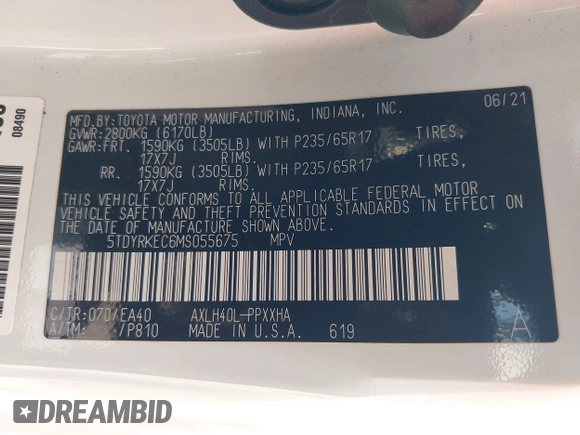 08490
MFD.BY:TOYOTA MOTOR MANUFACTURING, INDIANA, INC. 06/21
GVWR:2800KG (6170LB)
GAWR:FRT. 1590KG (3505LB) WITH P235/65R17 TIRES,
17X7J RIMS.
RR. 1590KG (3505LB) WITH P235/65R17 TIRES,
17X7J RIMS.
THIS VEHICLE CONFORMS TO ALL APPLICABLE FEDERAL MOTOR
VEHICLE SAFETY AND THEFT PREVENTION STANDARDS IN EFFECT ON
THE DATE OF MANUFACTURE SHOWN ABOVE.
5TDYRKEC6MS055675 MPV
C/TR:070/EA40 AXLH40L-PPXXHA
A/TM: /P810 MADE IN U.S.A. 619 A
DREAMBID